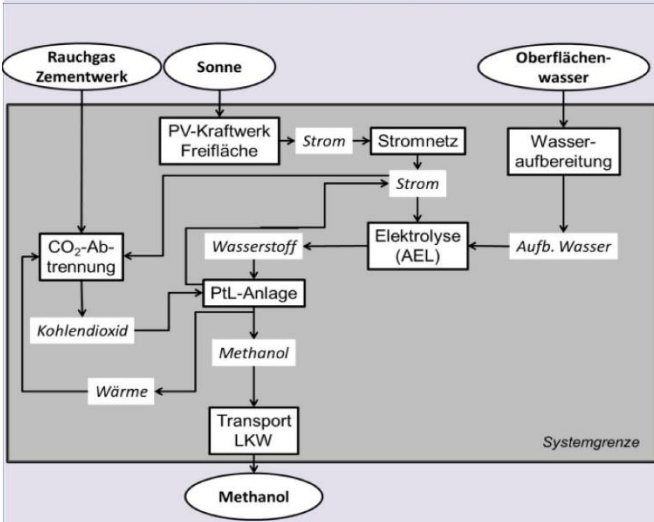 Rauchgas
Zementwerk
Sonne
Oberflächen-
wasser
PV-Kraftwerk
Freifläche
Strom
Stromnetz
Wasser-
aufbereitung
Strom
CO₂-Ab-
trennung
Wasserstoff
Elektrolyse
(AEL)
Aufb. Wasser
PtL-Anlage
Kohlendioxid
Methanol
Wärme
Transport
LKW
Systemgrenze
Methanol